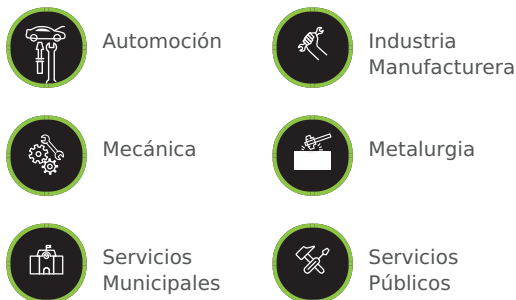 Automoción
Industria
Manufacturera
Mecánica
Metalurgia
Servicios
Municipales
Servicios
Públicos